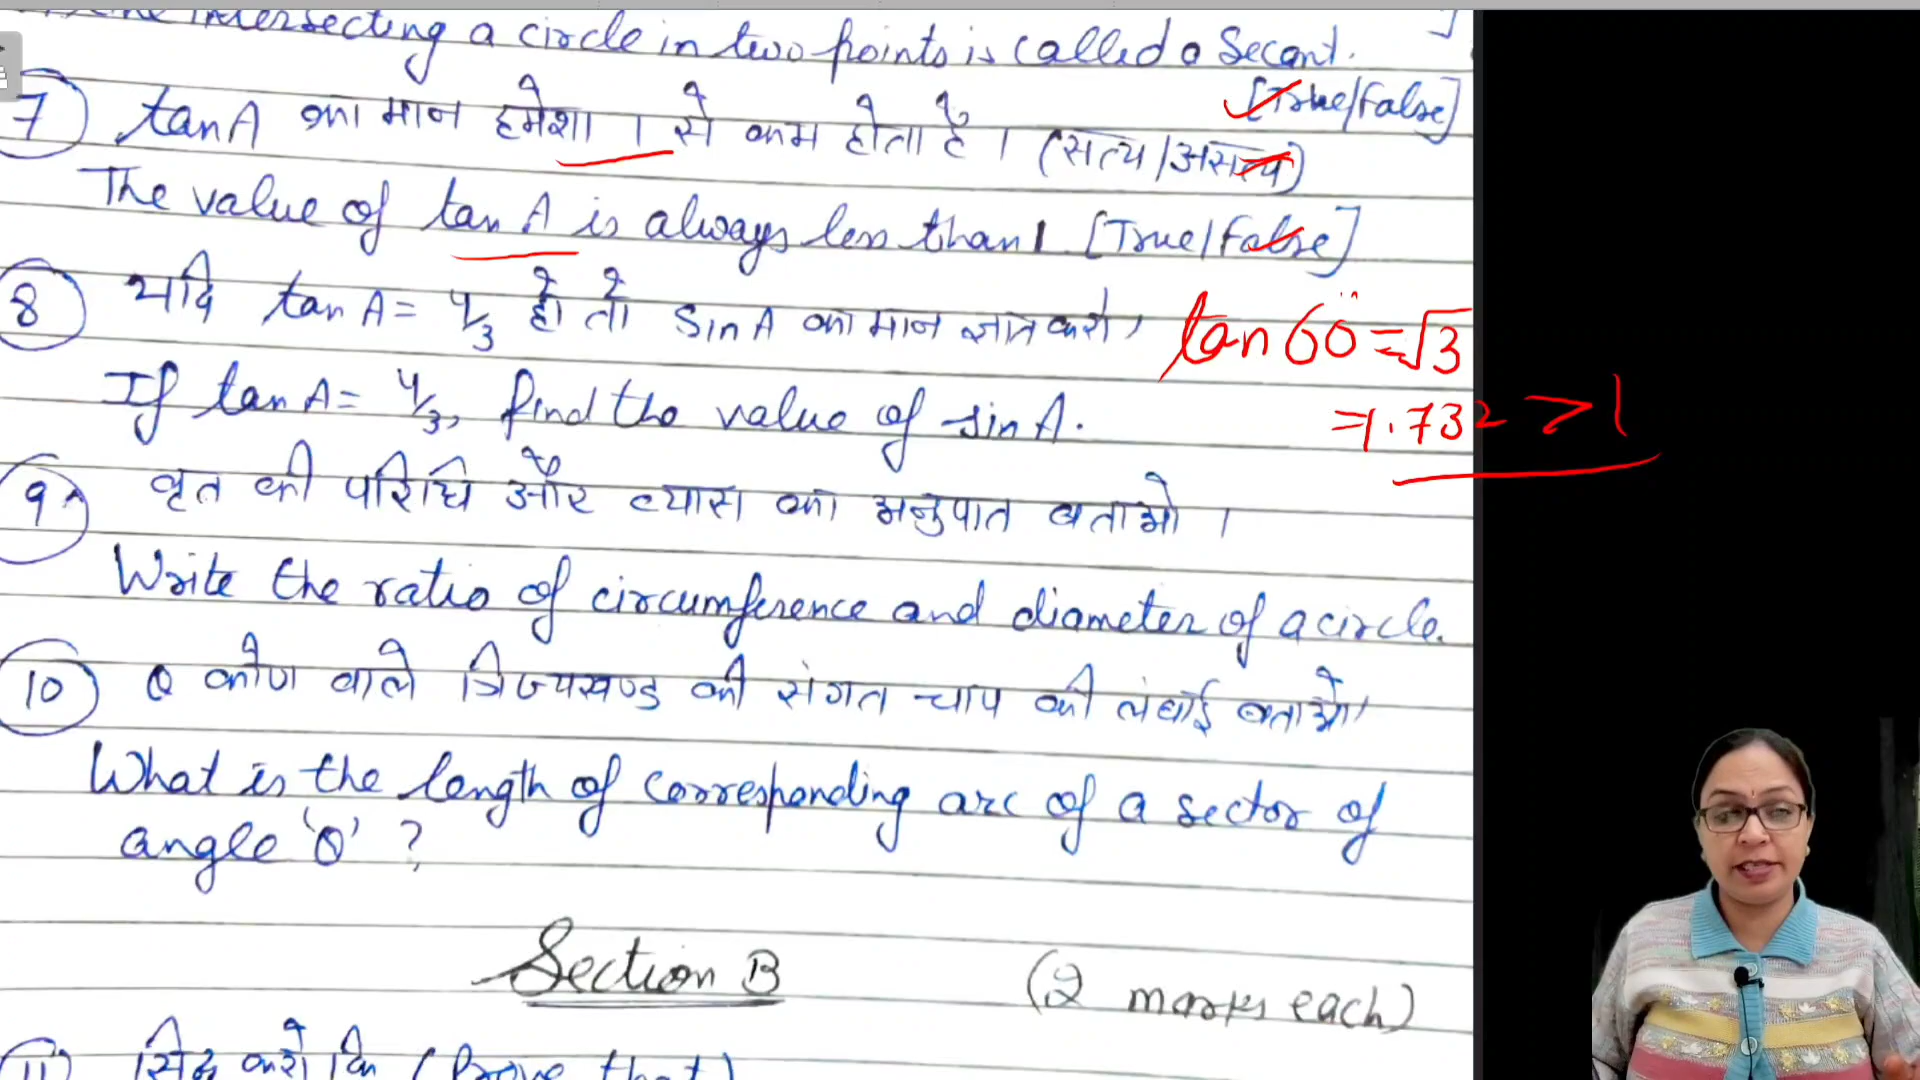 intersecting a circle in two points is called a Secant.
[True/False]
7 tanA का मान हमेशा 1 से कम होता है । (सत्य/असत्य)
The value of tan A is always less than 1 [True/False]
8 यदि tan A = 4/3 हो तो sinA का मान ज्ञात करो।
tan 60° = √3
If tan A = 4/3, find the value of sin A.
= 1.732 > 1
9 वृत की परिधि और व्यास का अनुपात बताओ ।
Write the ratio of circumference and diameter of a circle.
10 θ कोण वाले त्रिज्यखण्ड की संगत चाप की लंबाई बताओ।
What is the length of corresponding arc of a sector of
angle 'θ' ?
Section B (2 marks each)
11 सिद्ध करो कि (Prove that)